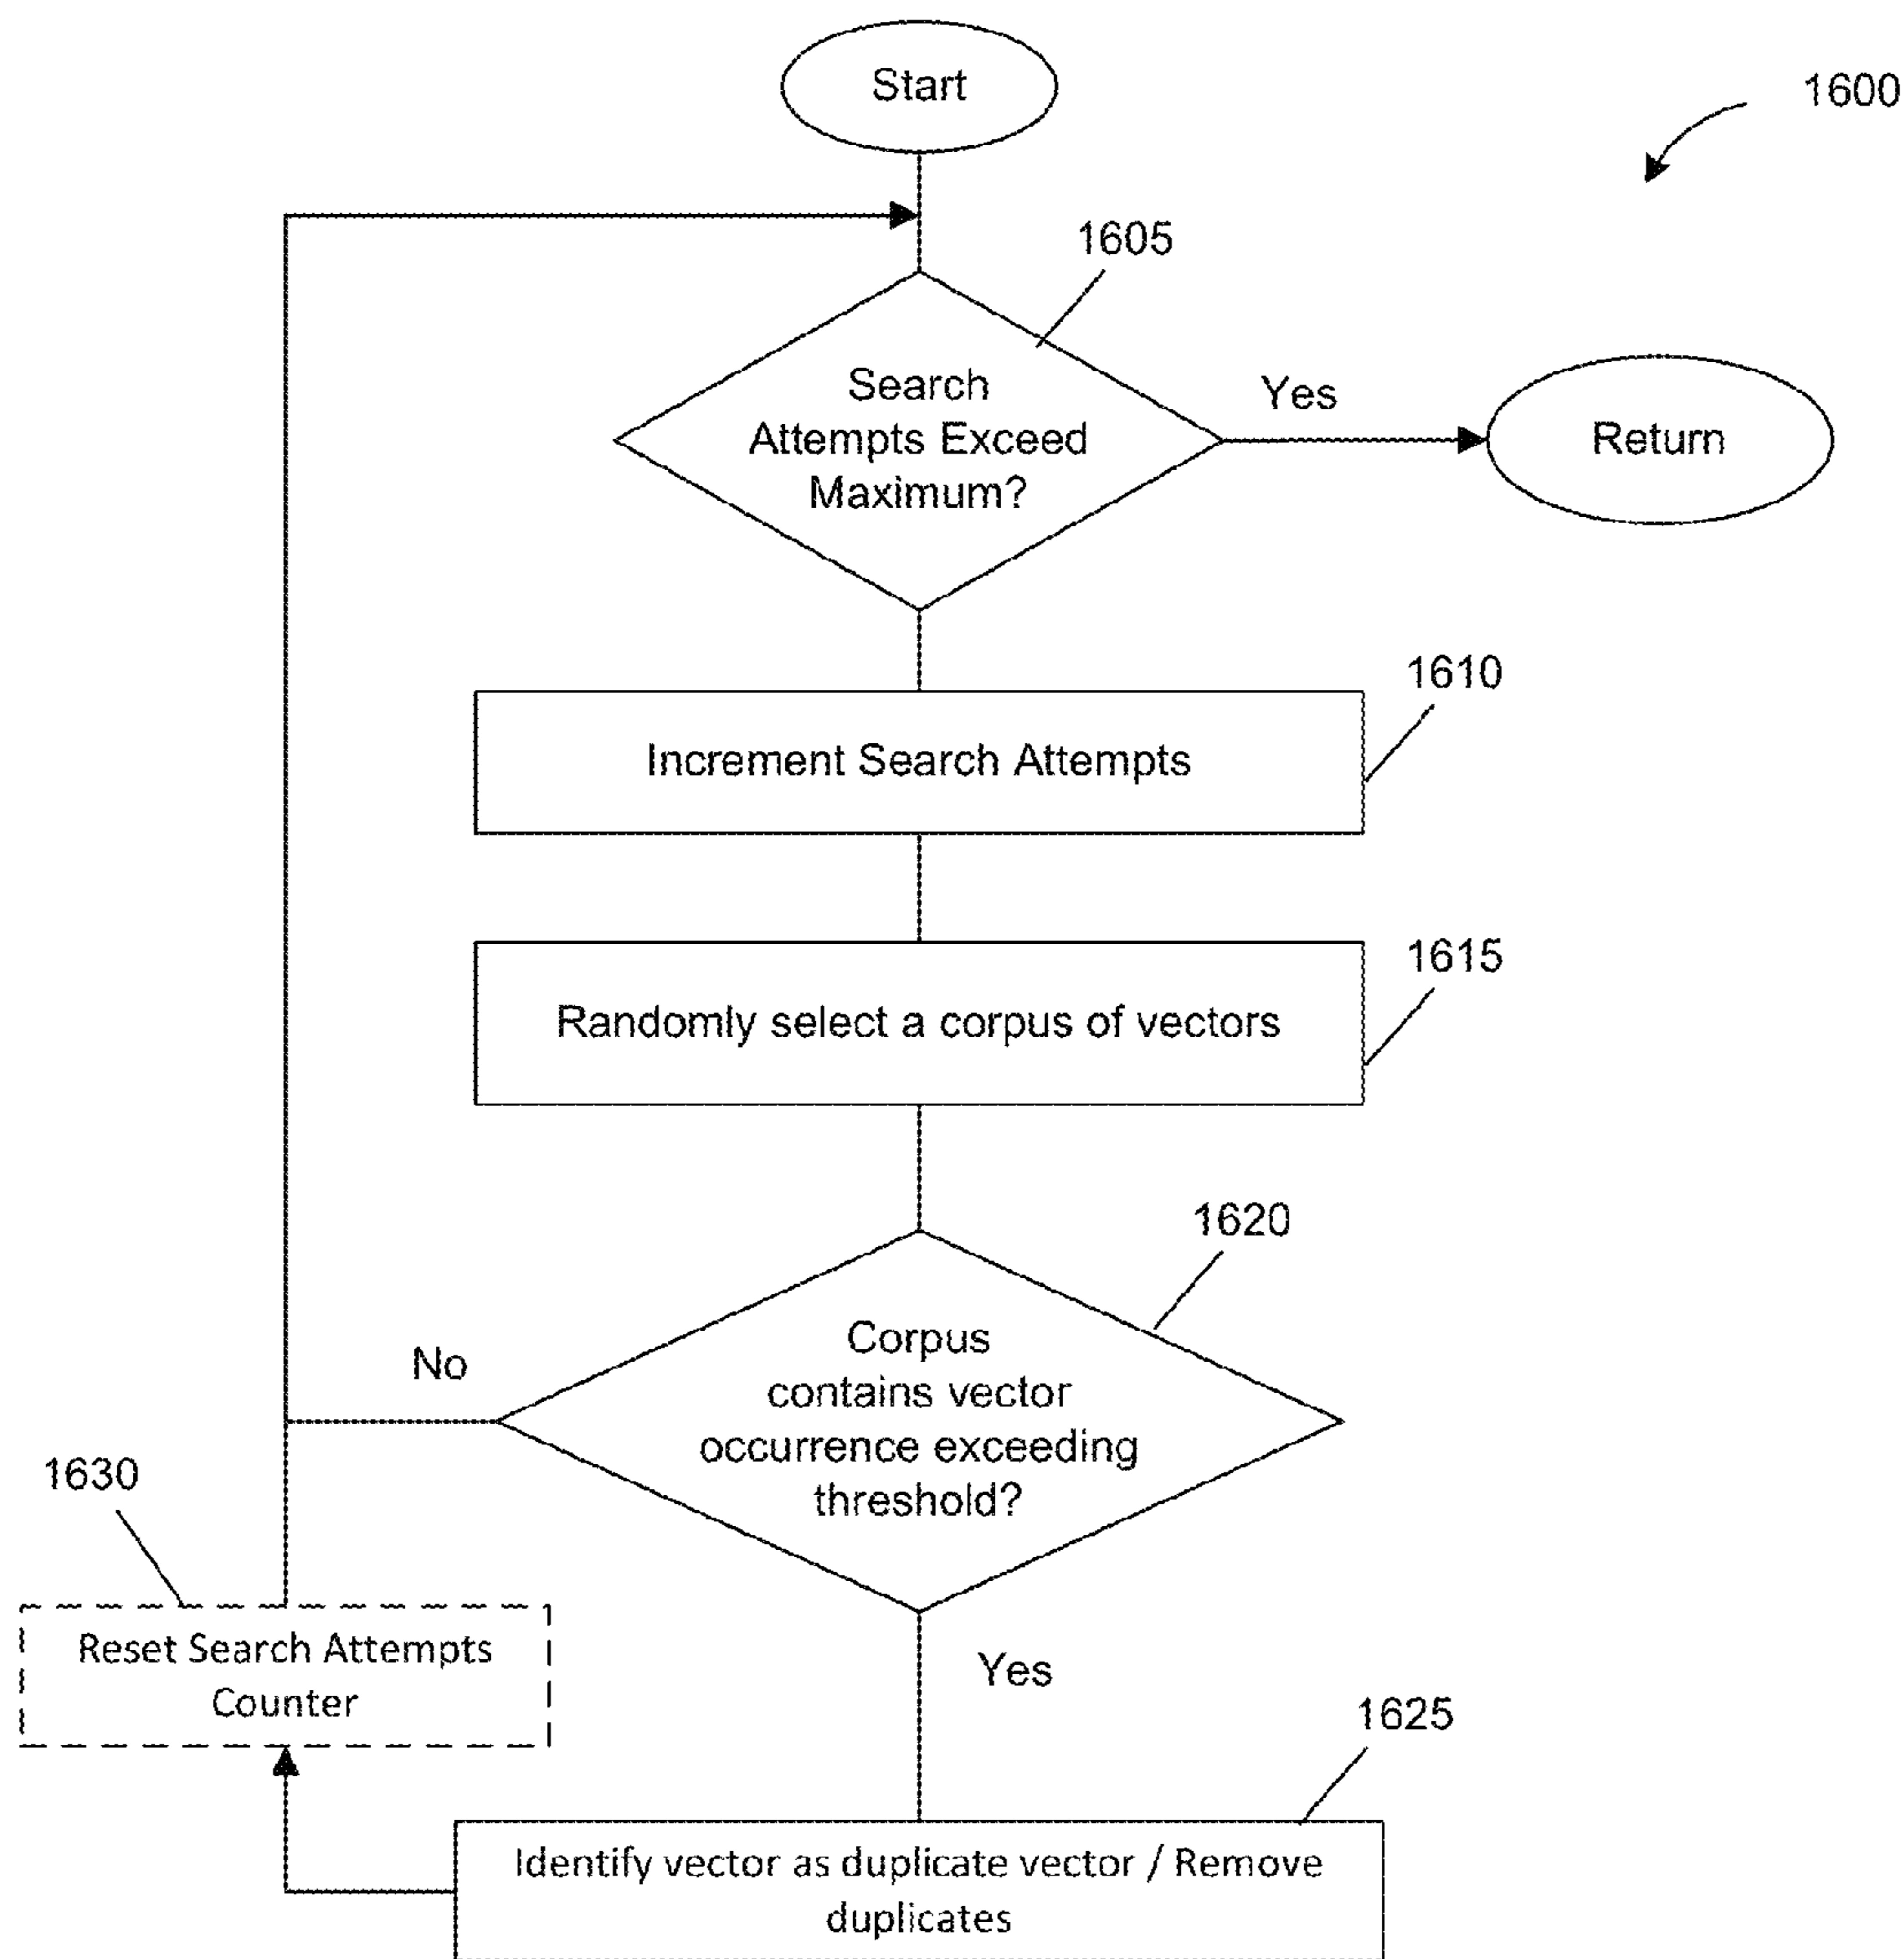 Start
1600
1605
Search
Attempts Exceed
Maximum?
Yes
Return
1610
Increment Search Attempts
1615
Randomly select a corpus of vectors
1620
Corpus
contains vector
occurrence exceeding
threshold?
No
1630
Reset Search Attempts
Counter
Yes
1625
Identify vector as duplicate vector / Remove
duplicates